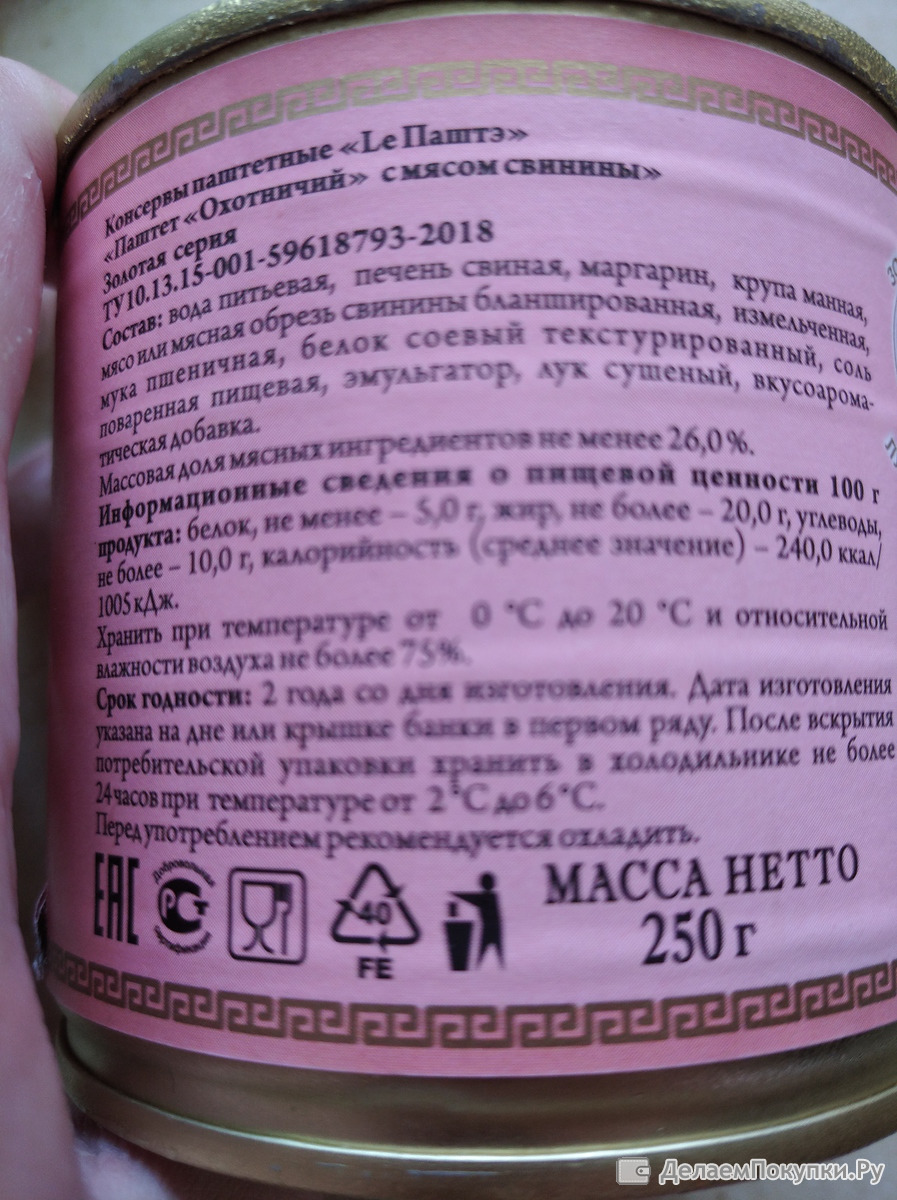 Консервы паштетные «Le Паштэ»
«Паштет «Охотничий» с мясом свинины»
Золотая серия
ТУ10.13.15-001-59618793-2018
Состав: вода питьевая, печень свиная, маргарин, крупа манная,
мясо или мясная обрезь свинины бланшированная, измельченная,
мука пшеничная, белок соевый текстурированный, соль
поваренная пищевая, эмульгатор, лук сушеный, вкусоарома-
тическая добавка.
Массовая доля мясных ингредиентов не менее 26,0%.
Информационные сведения о пищевой ценности 100 г
продукта: белок, не менее – 5,0 г, жир, не более – 20,0 г, углеводы,
не более – 10,0 г, калорийность (среднее значение) – 240,0 ккал/
1005 кДж.
Хранить при температуре от 0 °С до 20 °С и относительной
влажности воздуха не более 75%.
Срок годности: 2 года со дня изготовления. Дата изготовления
указана на дне или крышке банки в первом ряду. После вскрытия
потребительской упаковки хранить в холодильнике не более
24 часов при температуре от 2 °С до 6 °С.
Перед употреблением рекомендуется охладить.
ЕАС
Добровольная
РСТ
сертификация
40
FE
МАССА НЕТТО
250 г
ДелаемПокупки.Ру